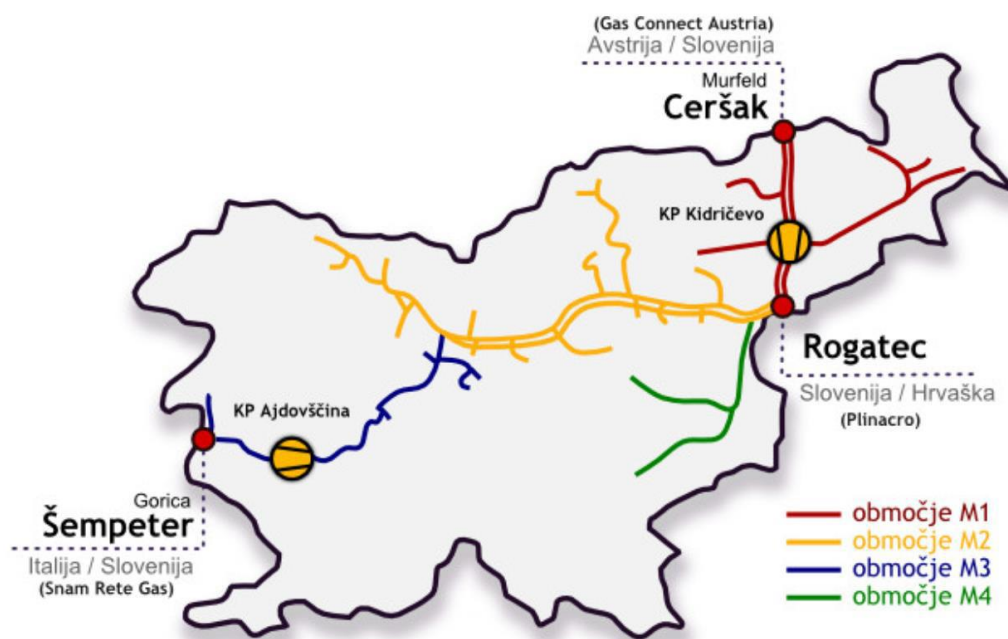 (Gas Connect Austria)
Avstrija / Slovenija
Murfeld
Ceršak
KP Kidričevo
Rogatec
Slovenija / Hrvaška
(Plinacro)
KP Ajdovščina
Gorica
Šempeter
Italija / Slovenija
(Snam Rete Gas)
območje M1
območje M2
območje M3
območje M4